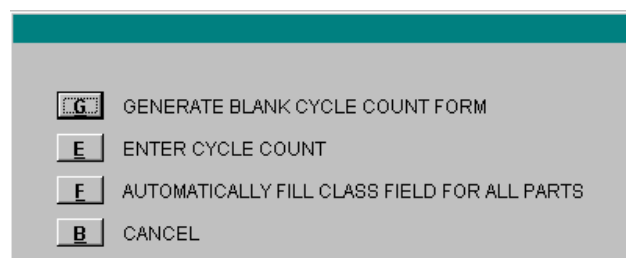 G GENERATE BLANK CYCLE COUNT FORM
E ENTER CYCLE COUNT
F AUTOMATICALLY FILL CLASS FIELD FOR ALL PARTS
B CANCEL